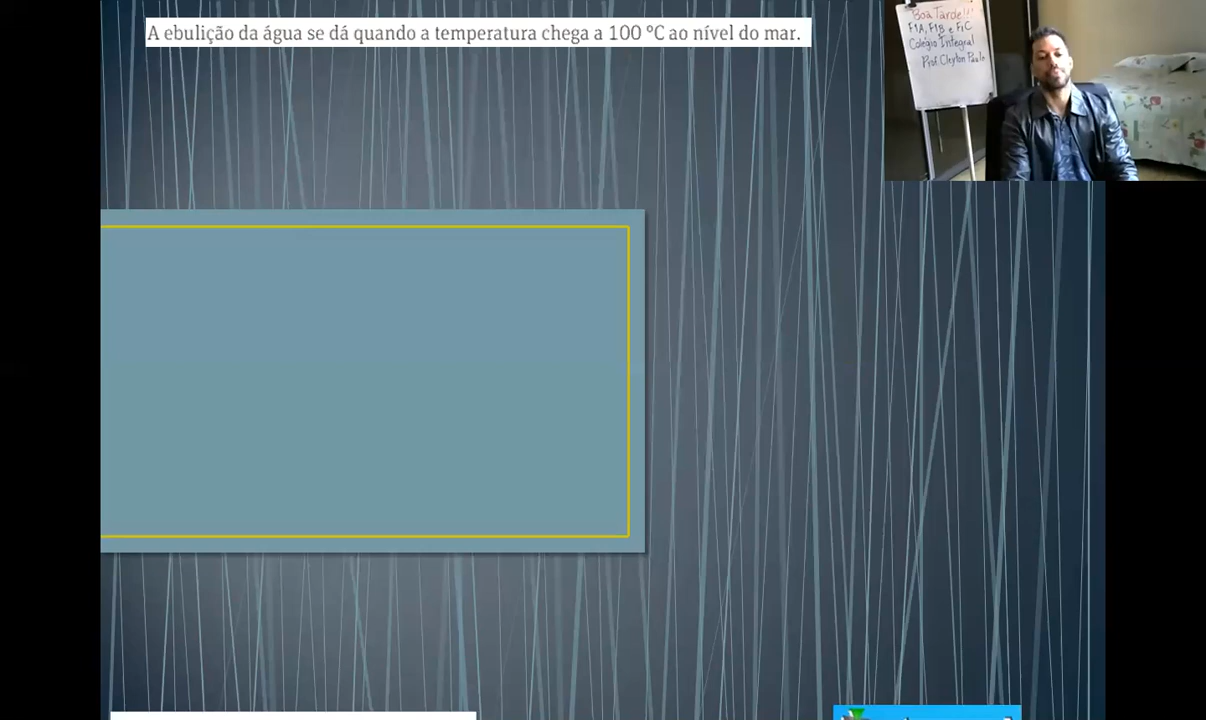 A ebulição da água se dá quando a temperatura chega a 100 °C ao nível do mar.
Boa Tarde!!!
F1A, F1B e F1C
Colégio Integral
Prof. Cleyton Paulo